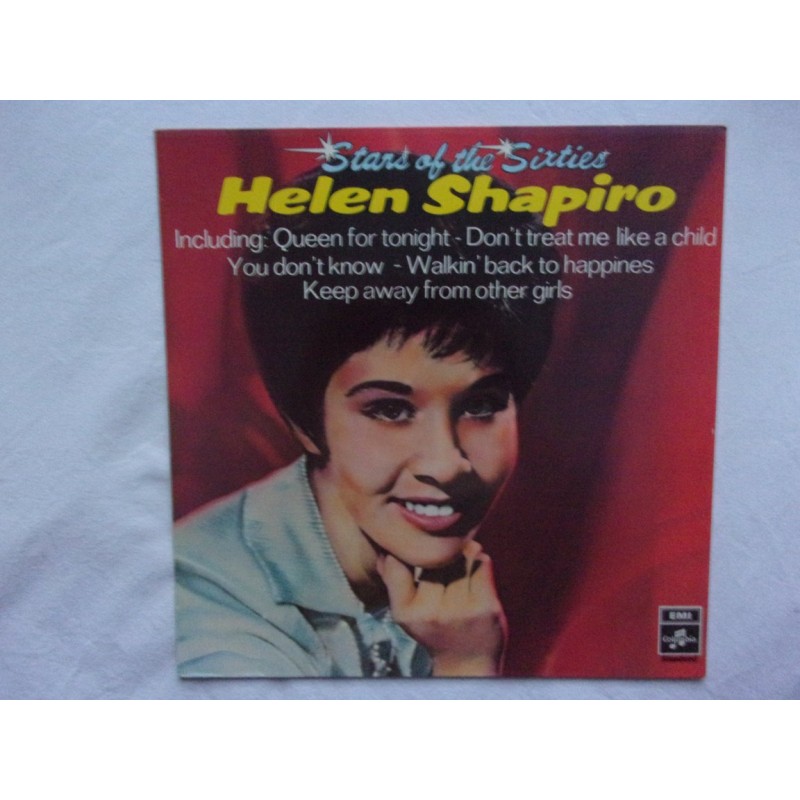 Stars of the Sixties
Helen Shapiro
Including: Queen for tonight - Don't treat me like a child
You don't know - Walkin' back to happines
Keep away from other girls
EMI
Columbia